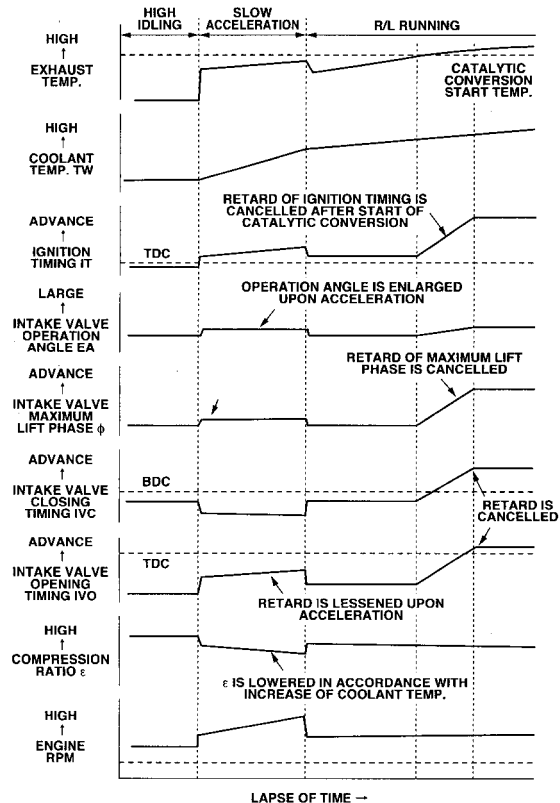 HIGH
IDLING
SLOW
ACCELERATION
R/L RUNNING
HIGH
↑
EXHAUST
TEMP.
CATALYTIC
CONVERSION
START TEMP.
HIGH
↑
COOLANT
TEMP. TW
RETARD OF IGNITION TIMING IS
CANCELLED AFTER START OF
CATALYTIC CONVERSION
ADVANCE
↑
IGNITION
TIMING IT
TDC
OPERATION ANGLE IS ENLARGED
UPON ACCELERATION
LARGE
↑
INTAKE VALVE
OPERATION
ANGLE EA
RETARD OF MAXIMUM LIFT
PHASE IS CANCELLED
ADVANCE
↑
INTAKE VALVE
MAXIMUM
LIFT PHASE ϕ
ADVANCE
↑
INTAKE VALVE
CLOSING
TIMING IVC
BDC
RETARD IS
CANCELLED
ADVANCE
↑
INTAKE VALVE
OPENING
TIMING IVO
TDC
RETARD IS LESSENED UPON
ACCELERATION
HIGH
↑
COMPRESSION
RATIO ε
ε IS LOWERED IN ACCORDANCE WITH
INCREASE OF COOLANT TEMP.
HIGH
↑
ENGINE
RPM
LAPSE OF TIME →